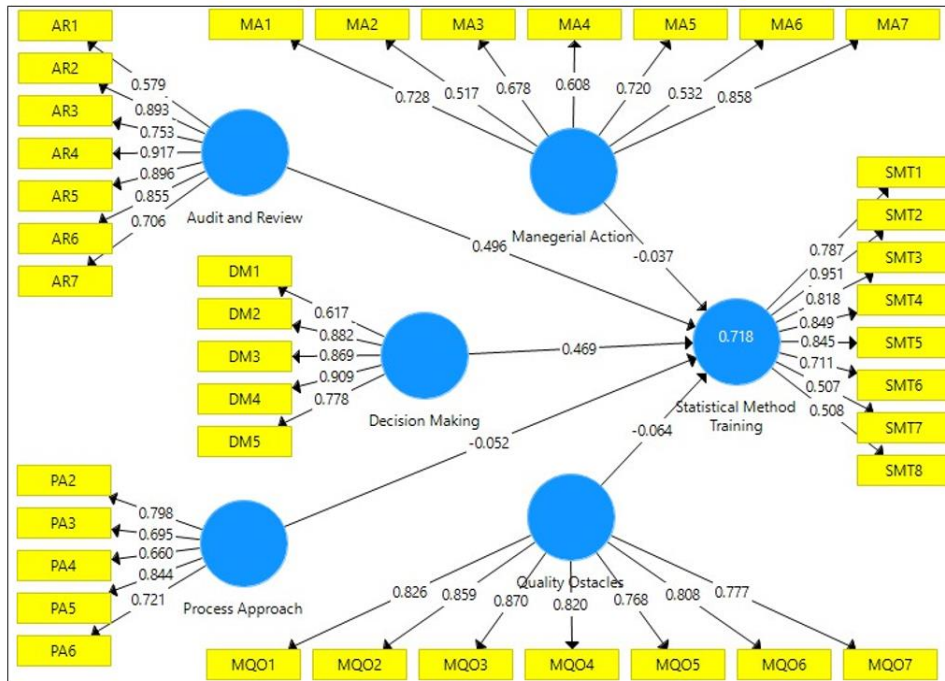 AR1
AR2
AR3
AR4
AR5
AR6
AR7
0.579
0.893
0.753
0.917
0.896
0.855
0.706
Audit and Review
MA1
MA2
MA3
MA4
MA5
MA6
MA7
0.728
0.517
0.678
0.608
0.720
0.532
0.858
Manegerial Action
DM1
DM2
DM3
DM4
DM5
0.617
0.882
0.869
0.909
0.778
Decision Making
0.496
-0.037
0.469
-0.052
-0.064
0.718
Statistical Method
Training
0.787
0.951
0.818
0.849
0.845
0.711
0.507
0.508
SMT1
SMT2
SMT3
SMT4
SMT5
SMT6
SMT7
SMT8
PA2
PA3
PA4
PA5
PA6
0.798
0.695
0.660
0.844
0.721
Process Approach
Quality Ostacles
0.826
0.859
0.870
0.820
0.768
0.808
0.777
MQO1
MQO2
MQO3
MQO4
MQO5
MQO6
MQO7